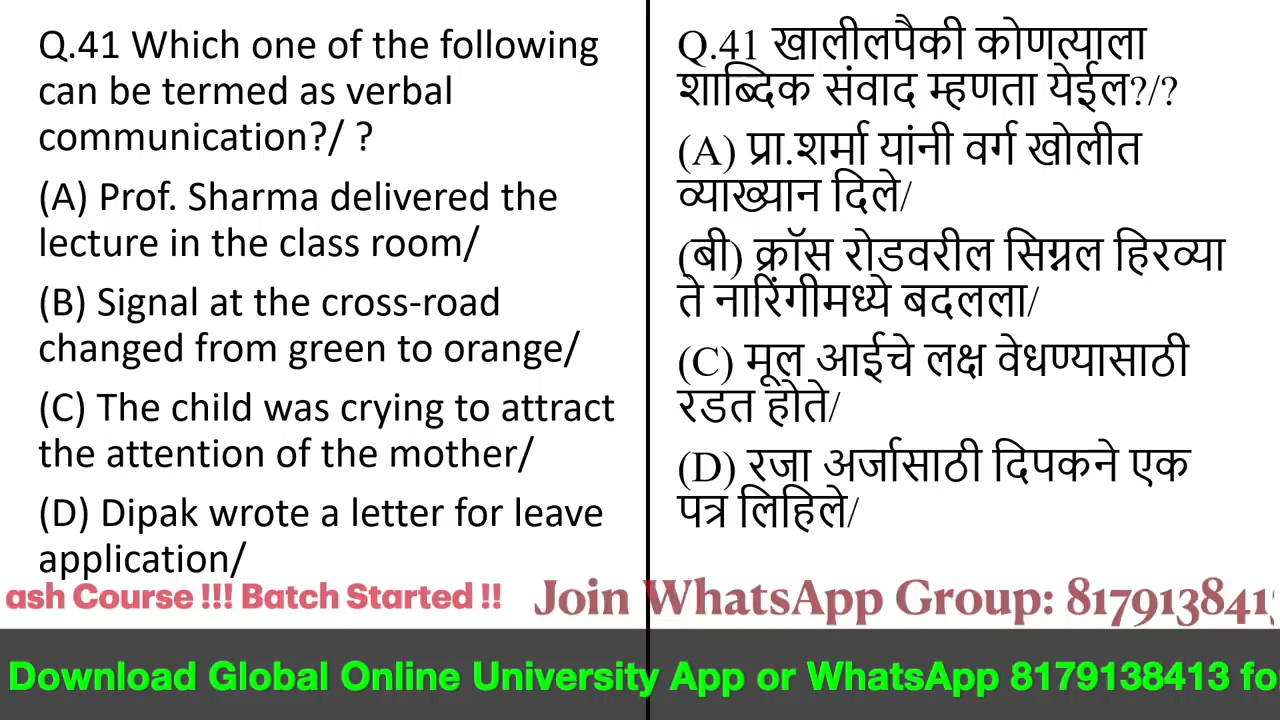 Q.41 Which one of the following
can be termed as verbal
communication?/ ?
(A) Prof. Sharma delivered the
lecture in the class room/
(B) Signal at the cross-road
changed from green to orange/
(C) The child was crying to attract
the attention of the mother/
(D) Dipak wrote a letter for leave
application/
Q.41 खालीलपैकी कोणत्याला
शाब्दिक संवाद म्हणता येईल?/?
(A) प्रा.शर्मा यांनी वर्ग खोलीत
व्याख्यान दिले/
(बी) क्रॉस रोडवरील सिग्नल हिरव्या
ते नारिंगीमध्ये बदलला/
(C) मूल आईचे लक्ष वेधण्यासाठी
रडत होते/
(D) रजा अर्जासाठी दिपकने एक
पत्र लिहिले/
ash Course !!! Batch Started !! Join WhatsApp Group: 817913841
Download Global Online University App or WhatsApp 8179138413 fo